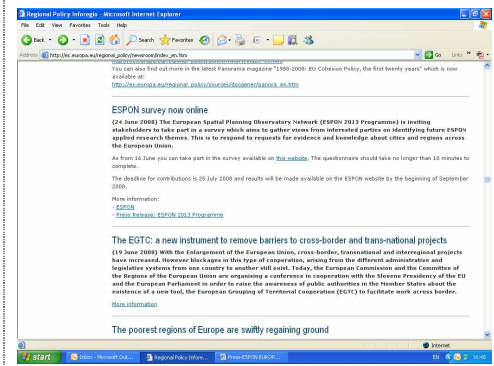 Regional Policy Inforegio - Microsoft Internet Explorer
File Edit View Favorites Tools Help
Back Search Favorites
Address http://ec.europa.eu/regional_policy/newsroom/index_en.htm Go Links
You can also find out more in the latest Panorama magazine "1988-2008: EU Cohesion Policy, the first twenty years" which is now
available at:
http://ec.europa.eu/regional_policy/sources/docgener/panora_en.htm
ESPON survey now online
(24 June 2008) The European Spatial Planning Observatory Network (ESPON 2013 Programme) is inviting
stakeholders to take part in a survey which aims to gather views from interested parties on identifying future ESPON
applied research themes. This is to respond to requests for evidence and knowledge about cities and regions across
the European Union.
As from 16 June you can take part in the survey available on this website. The questionnaire should take no longer than 10 minutes to
complete.
The deadline for contributions is 25 July 2008 and results will be made available on the ESPON website by the beginning of September
2008.
More information:
- ESPON
- Press Release: ESPON 2013 Programme
The EGTC: a new instrument to remove barriers to cross-border and trans-national projects
(19 June 2008) With the Enlargement of the European Union, cross-border, transnational and interregional projects
have increased. However blockages in this type of cooperation, arising from the different administrative and
legislative systems from one country to another still exist. Today, the European Commission and the Committee of
the Regions of the European Union are organising a conference in cooperation with the Slovene Presidency of the EU
and the European Parliament in order to raise the awareness of public authorities in the Member States about the
existence of a new tool, the European Grouping of Territorial Cooperation (EGTC) to facilitate work across border.
More information
The poorest regions of Europe are swiftly regaining ground
Internet
start Inbox - Microsoft Out... Regional Policy Infore... Press-ESPON EUROP... EN 16:48